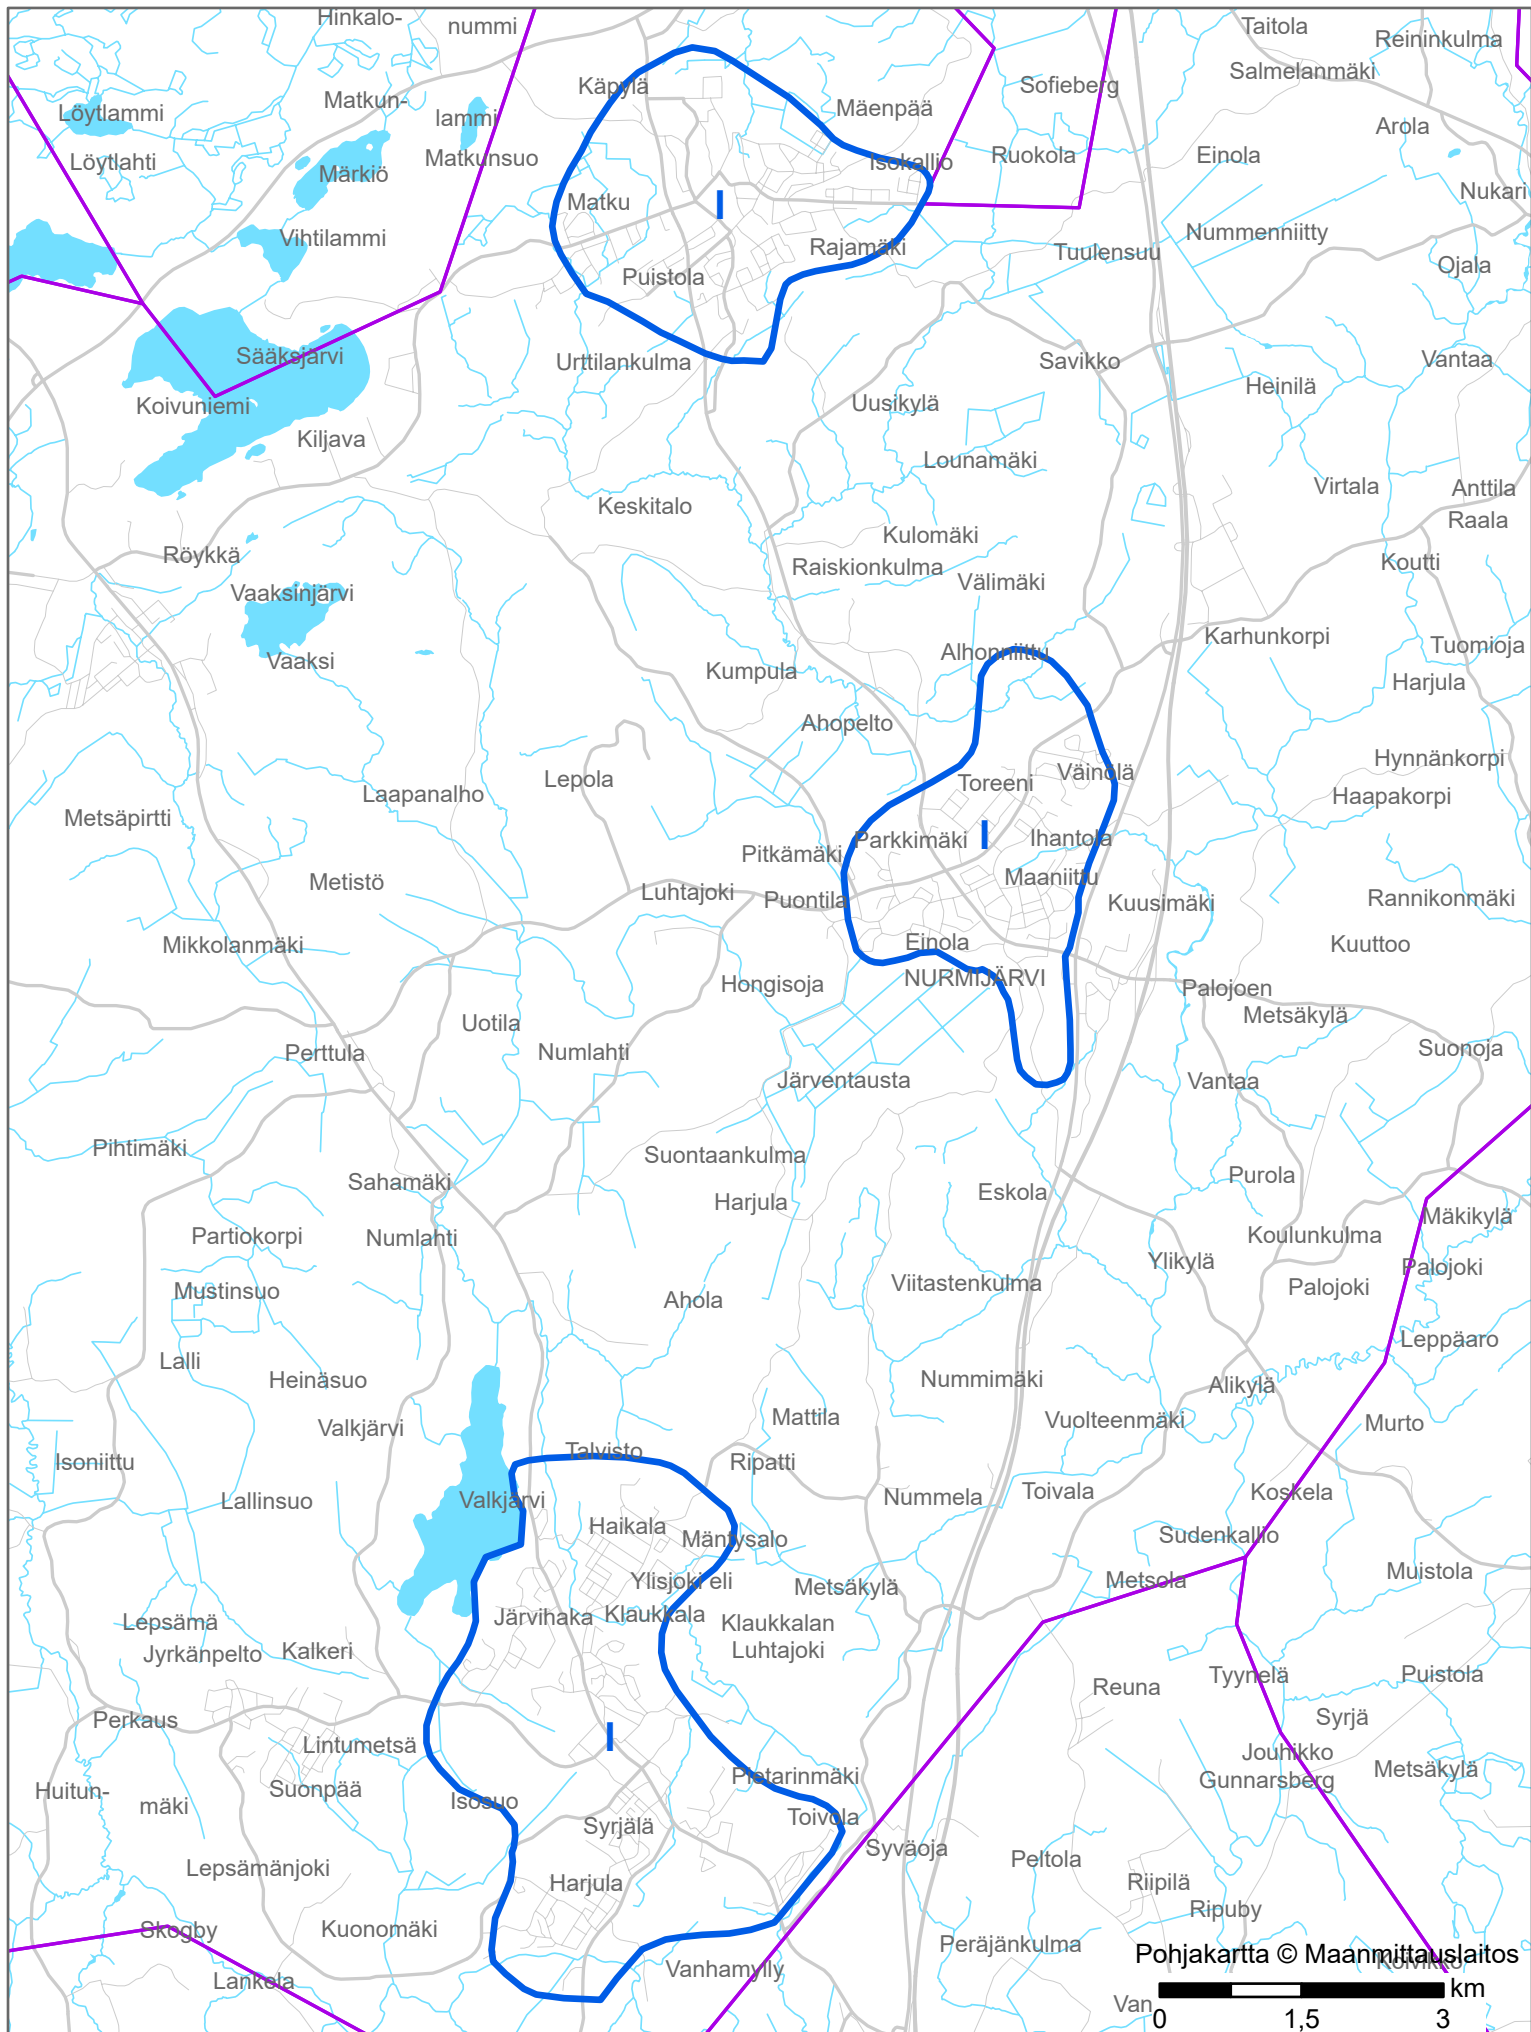 Hinkalo-
nummi
Taitola
Reininkulma
Käpylä
Salmelanmäki
Sofieberg
Matkun-
lammi
Löytlammi
Mäenpää
Arola
Löytlahti
Märkiö
Matkunsuo
Isokallio
Ruokola
Einola
Matku
I
Nukari
Vihtilammi
Nummenniitty
Rajamäki
Tuulensuu
Puistola
Ojala
Sääksjärvi
Urttilankulma
Savikko
Vantaa
Heinilä
Koivuniemi
Uusikylä
Kiljava
Lounamäki
Virtala
Anttila
Keskitalo
Raala
Kulomäki
Röykkä
Raiskionkulma
Koutti
Välimäki
Vaaksinjärvi
Karhunkorpi
Tuomioja
Alhonniittu
Vaaksi
Kumpula
Harjula
Ahopelto
Hynnänkorpi
Väinölä
Lepola
Toreeni
Laapanalho
Haapakorpi
Metsäpirtti
I
Parkkimäki
Ihantola
Pitkämäki
Maaniittu
Metistö
Luhtajoki
Puontila
Kuusimäki
Rannikonmäki
Mikkolanmäki
Einola
Kuuttoo
NURMIJÄRVI
Hongisoja
Palojoen
Metsäkylä
Uotila
Perttula
Numlahti
Suonoja
Järventausta
Vantaa
Pihtimäki
Suontaankulma
Purola
Sahamäki
Eskola
Harjula
Mäkikylä
Partiokorpi
Numlahti
Koulunkulma
Ylikylä
Palojoki
Mustinsuo
Viitastenkulma
Palojoki
Ahola
Leppäaro
Lalli
Heinäsuo
Nummimäki
Alikylä
Mattila
Vuolteenmäki
Murto
Valkjärvi
Talvisto
Isoniittu
Ripatti
Lallinsuo
Valkjärvi
Nummela
Toivala
Koskela
Haikala
Mäntysalo
Sudenkallio
Ylisjoki eli
Metsäkylä
Metsola
Muistola
Järvihaka
Klaukkala
Lepsämä
Klaukkalan
Luhtajoki
Jyrkänpelto
Kalkeri
Tyynelä
Puistola
Reuna
Perkaus
Syrjä
I
Lintumetsä
Jouhikko
Metsäkylä
Gunnarsberg
Pietarinmäki
Huitun-
mäki
Suonpää
Isosuo
Toivola
Syrjälä
Syväoja
Peltola
Lepsämänjoki
Harjula
Riipilä
Ripuby
Skogby
Kuonomäki
Peräjänkulma
Pohjakartta © Maanmittauslaitos
Koivikko
Vanhamylly
Lankela
km
Van
0
1,5
3